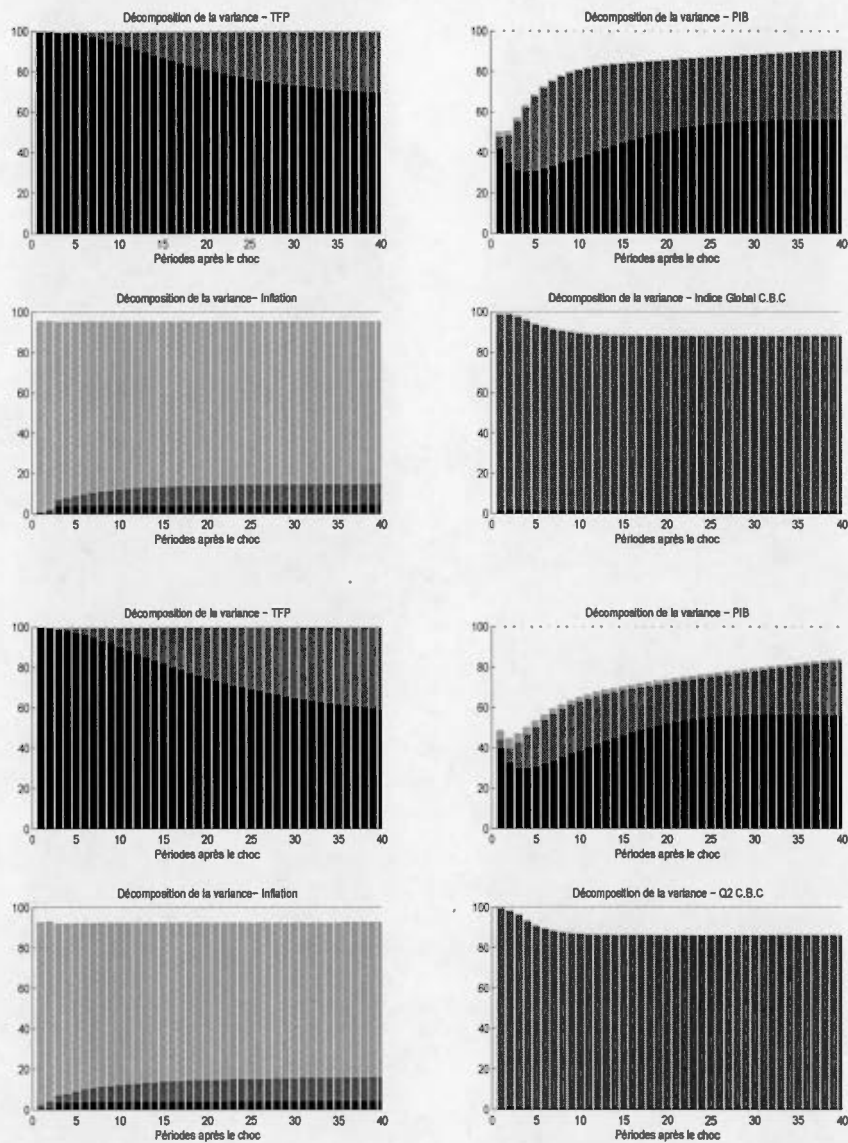 Décomposition de la variance – TFP
100
80
60
40
20
0
0 5 10 15 20 25 30 35 40
Périodes après le choc
Décomposition de la variance – PIB
100
80
60
40
20
0
0 5 10 15 20 25 30 35 40
Périodes après le choc
Décomposition de la variance– Inflation
100
80
60
40
20
0
0 5 10 15 20 25 30 35 40
Périodes après le choc
Décomposition de la variance – Indice Global C.B.C
100
80
60
40
20
0
0 5 10 15 20 25 30 35 40
Périodes après le choc
Décomposition de la variance – TFP
100
80
60
40
20
0
0 5 10 15 20 25 30 35 40
Périodes après le choc
Décomposition de la variance – PIB
100
80
60
40
20
0
0 5 10 15 20 25 30 35 40
Périodes après le choc
Décomposition de la variance– Inflation
100
80
60
40
20
0
0 5 10 15 20 25 30 35 40
Périodes après le choc
Décomposition de la variance – Q2 C.B.C
100
80
60
40
20
0
0 5 10 15 20 25 30 35 40
Périodes après le choc